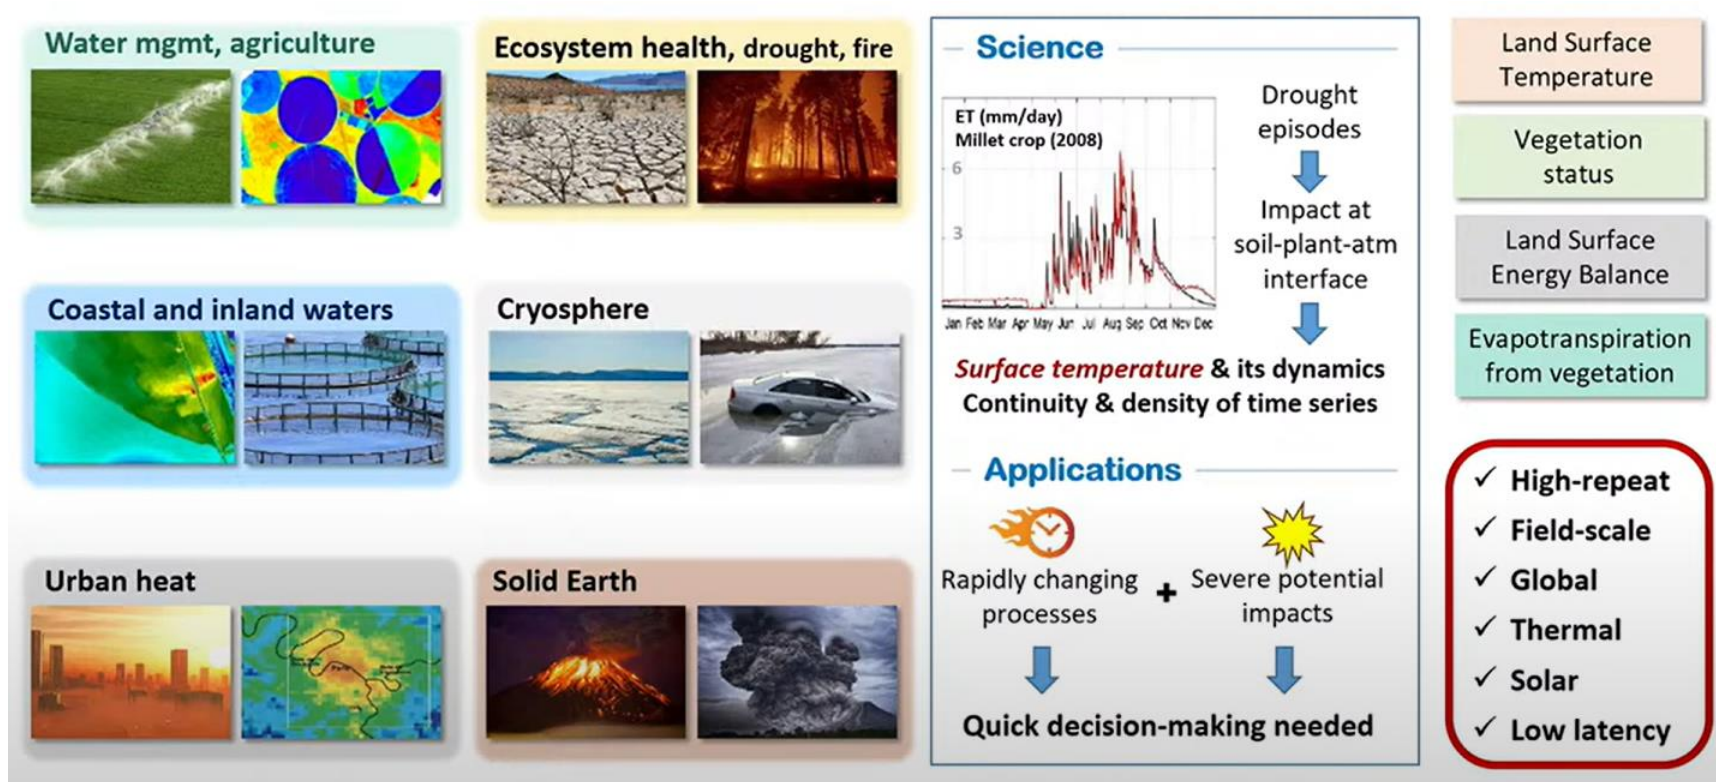 Water mgmt, agriculture
Ecosystem health, drought, fire
Coastal and inland waters
Cryosphere
Urban heat
Solid Earth
Paris
Science
ET (mm/day)
Millet crop (2008)
6
3
Jan Feb Mar Apr May Jun Jul Aug Sep Oct Nov Dec
Drought
episodes
Impact at
soil-plant-atm
interface
Surface temperature & its dynamics
Continuity & density of time series
Applications
Rapidly changing
processes
+
Severe potential
impacts
Quick decision-making needed
Land Surface
Temperature
Vegetation
status
Land Surface
Energy Balance
Evapotranspiration
from vegetation
✓ High-repeat
✓ Field-scale
✓ Global
✓ Thermal
✓ Solar
✓ Low latency